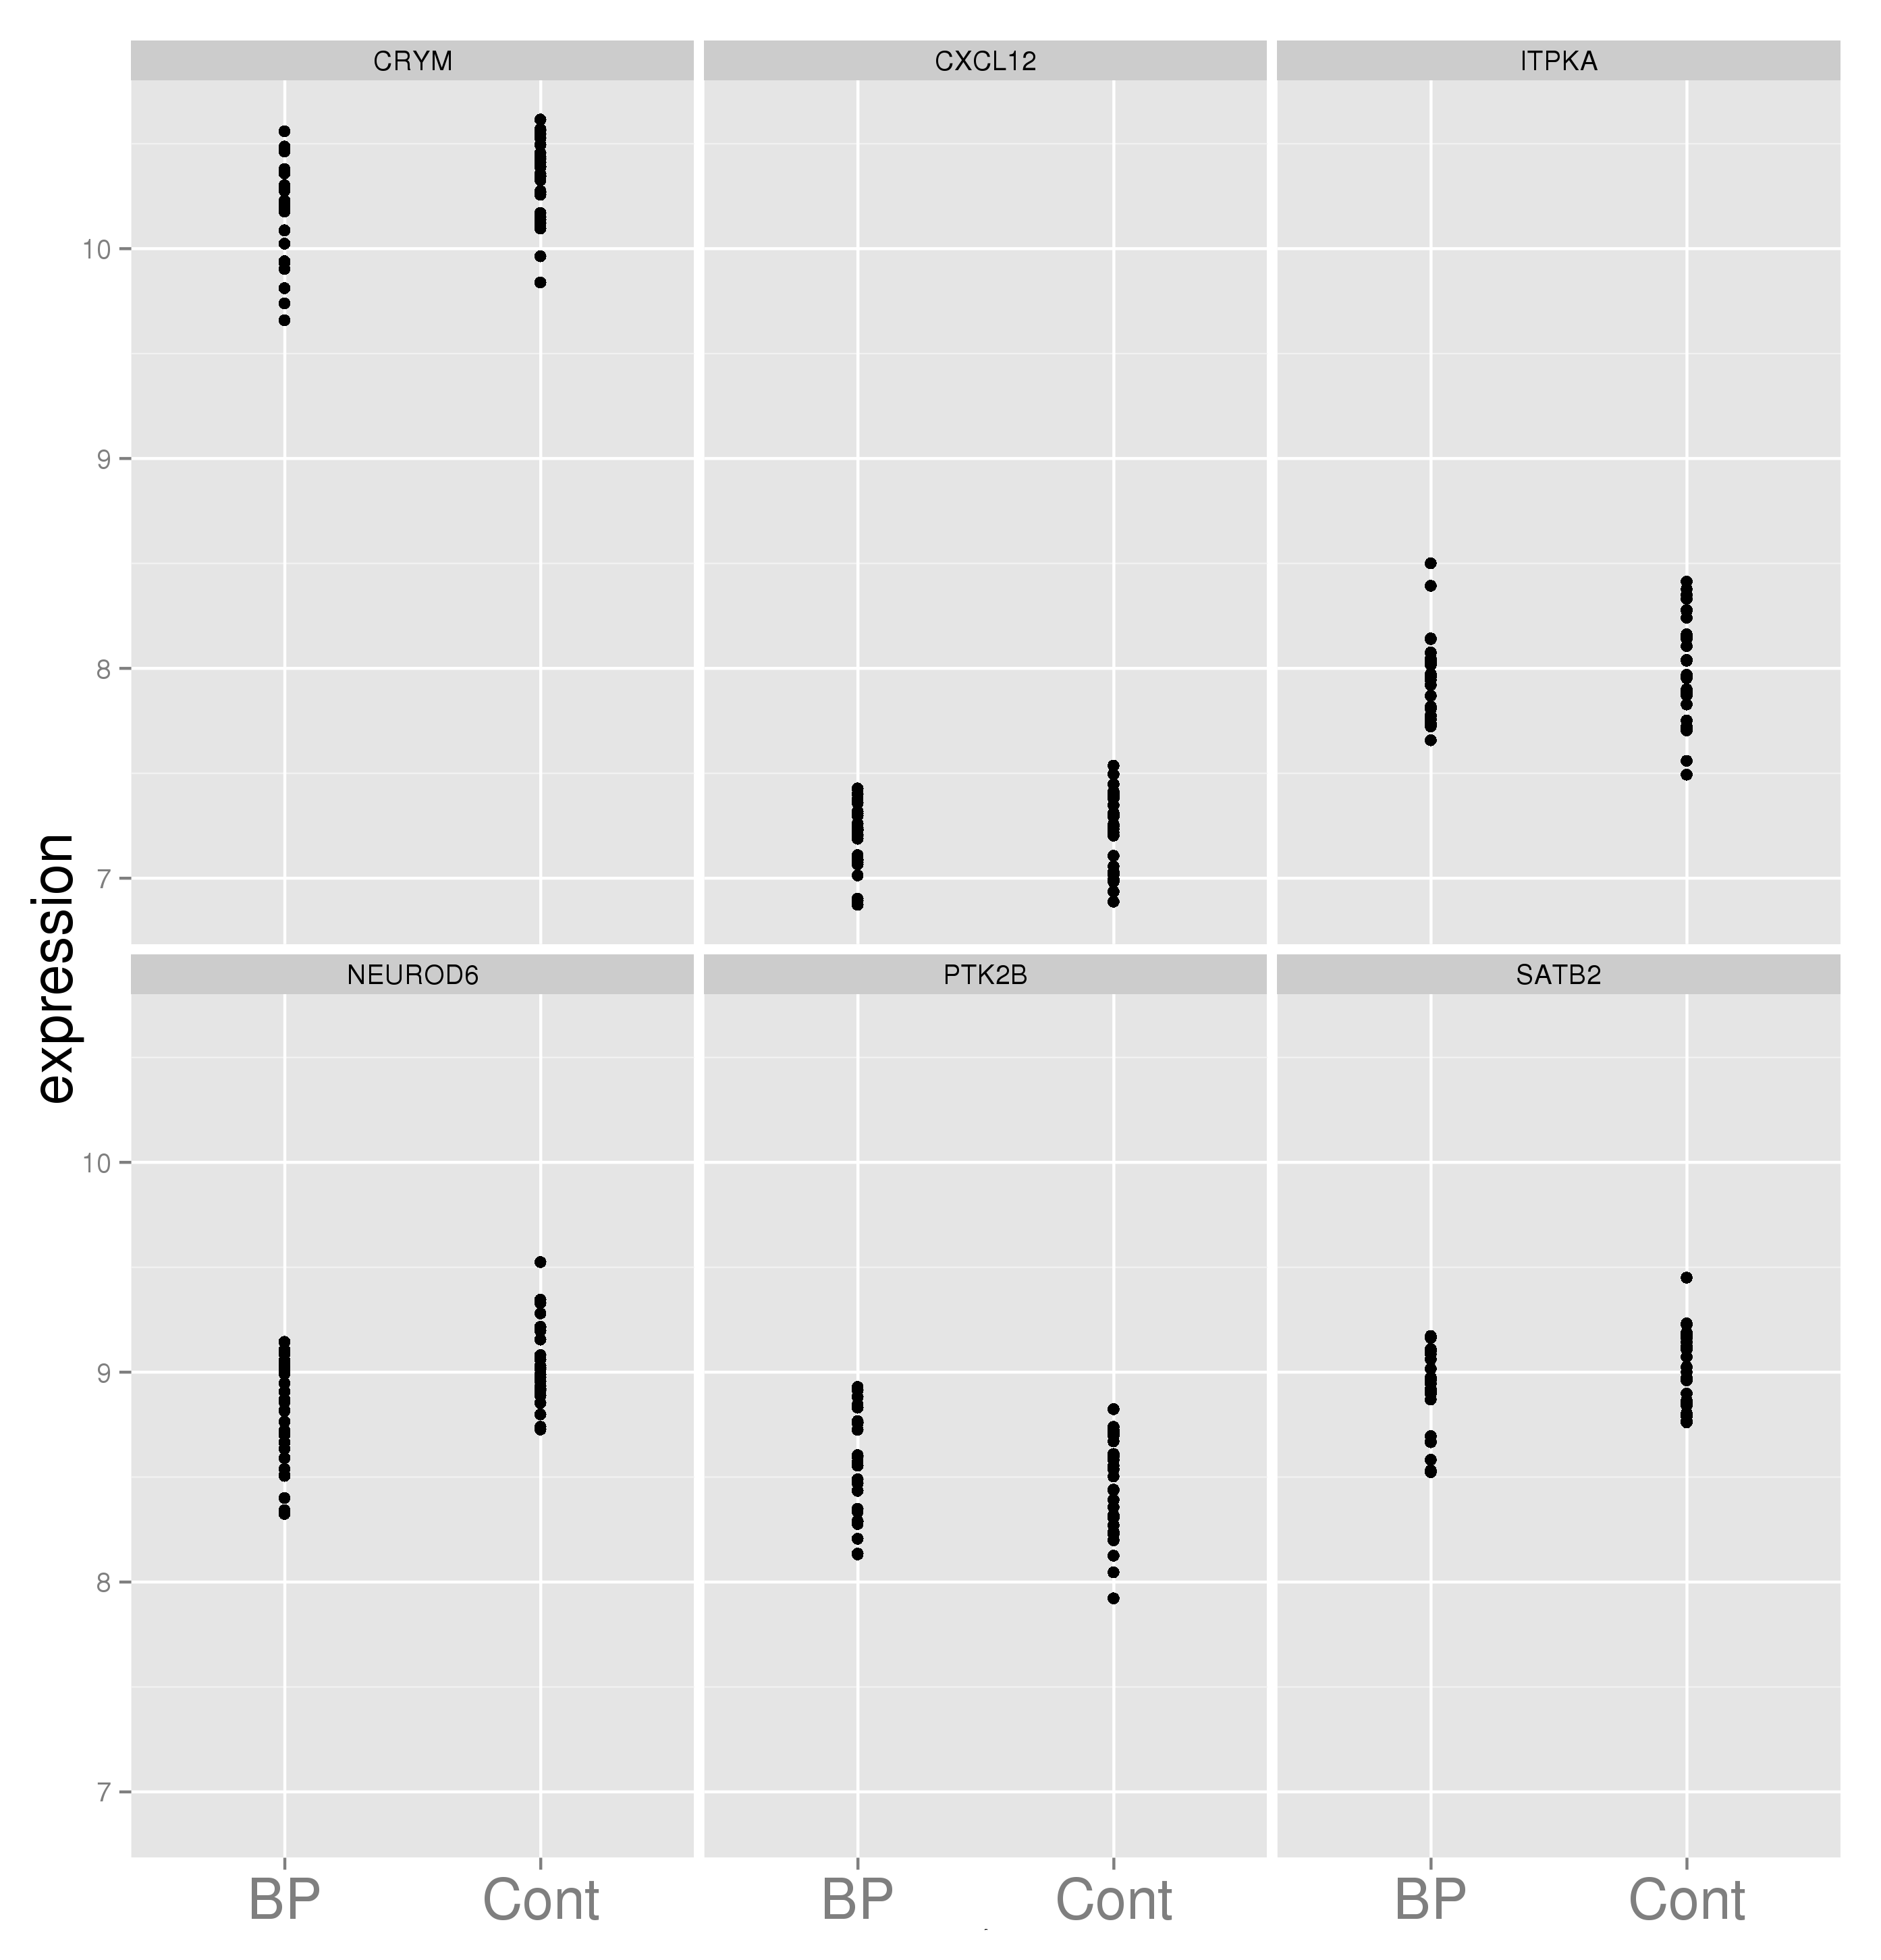 CRYM CXCL12 ITPKA
10
9
8
7
expression
NEUROD6 PTK2B SATB2
10
9
8
7
BP Cont BP Cont BP Cont